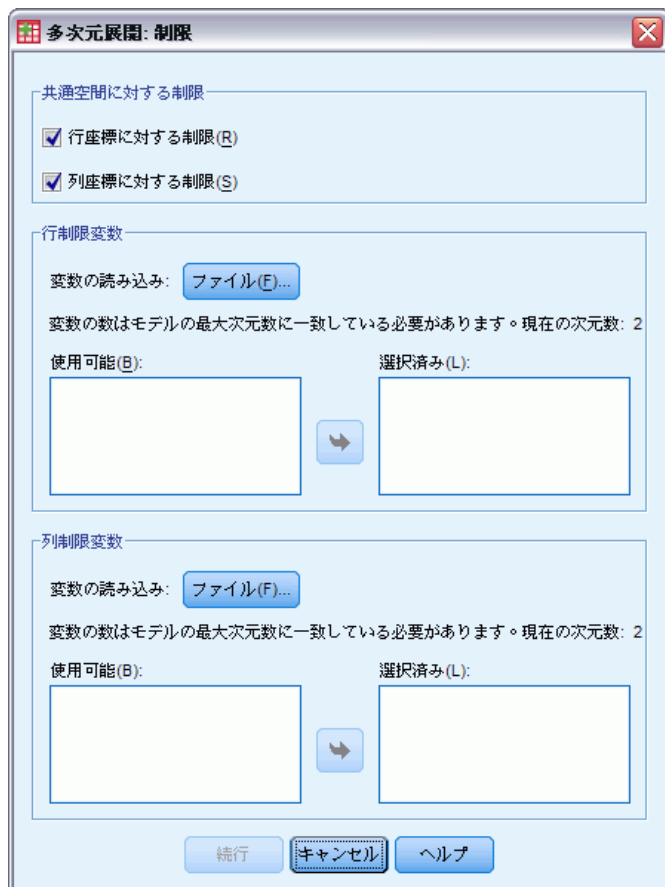 多次元展開: 制限
共通空間に対する制限
行座標に対する制限(R)
列座標に対する制限(S)
行制限変数
変数の読み込み: ファイル(F)...
変数の数はモデルの最大次元数に一致している必要があります。現在の次元数: 2
使用可能(B): 選択済み(L):
列制限変数
変数の読み込み: ファイル(F)...
変数の数はモデルの最大次元数に一致している必要があります。現在の次元数: 2
使用可能(B): 選択済み(L):
続行 キャンセル ヘルプ